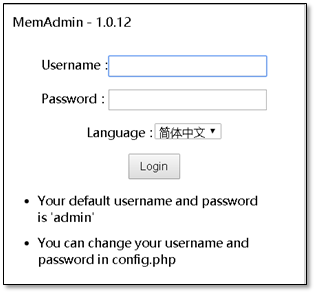 MemAdmin - 1.0.12
Username :
Password :
Language : 简体中文
Login
Your default username and password
is 'admin'
You can change your username and
password in config.php